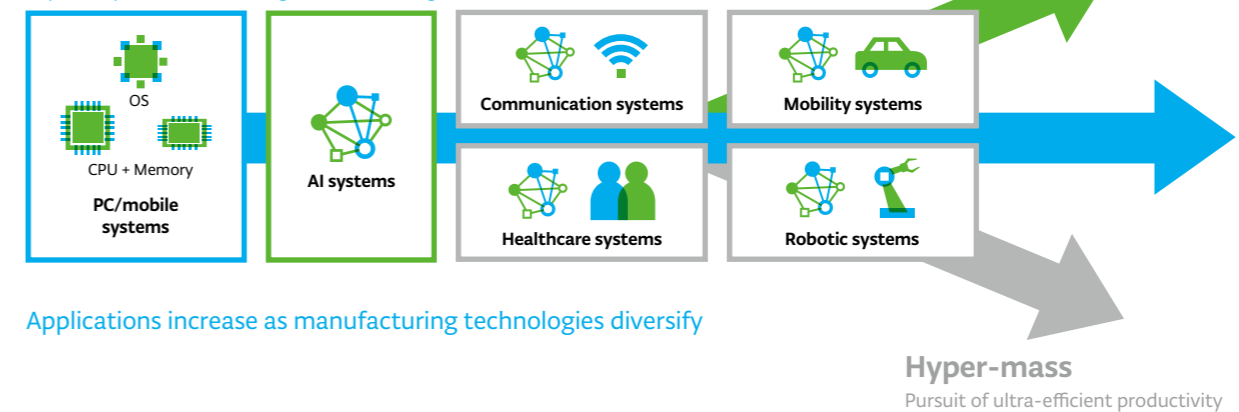 OS
CPU + Memory
PC/mobile
systems
AI systems
Communication systems
Mobility systems
Healthcare systems
Robotic systems
Applications increase as manufacturing technologies diversify
Hyper-mass
Pursuit of ultra-efficient productivity